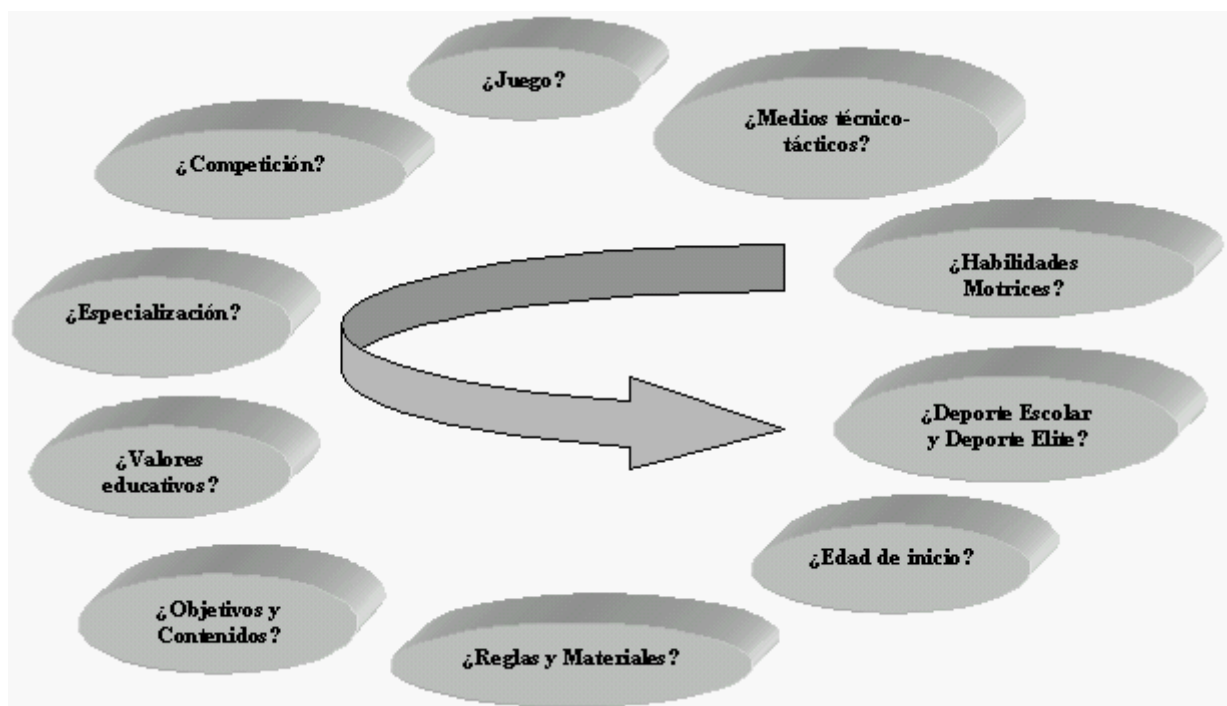 ¿Juego?
¿Medios técnico-
tácticos?
¿Competición?
¿Habilidades
Motrices?
¿Especialización?
¿Deporte Escolar
y Deporte Elite?
¿Valores
educativos?
¿Edad de inicio?
¿Objetivos y
Contenidos?
¿Reglas y Materiales?